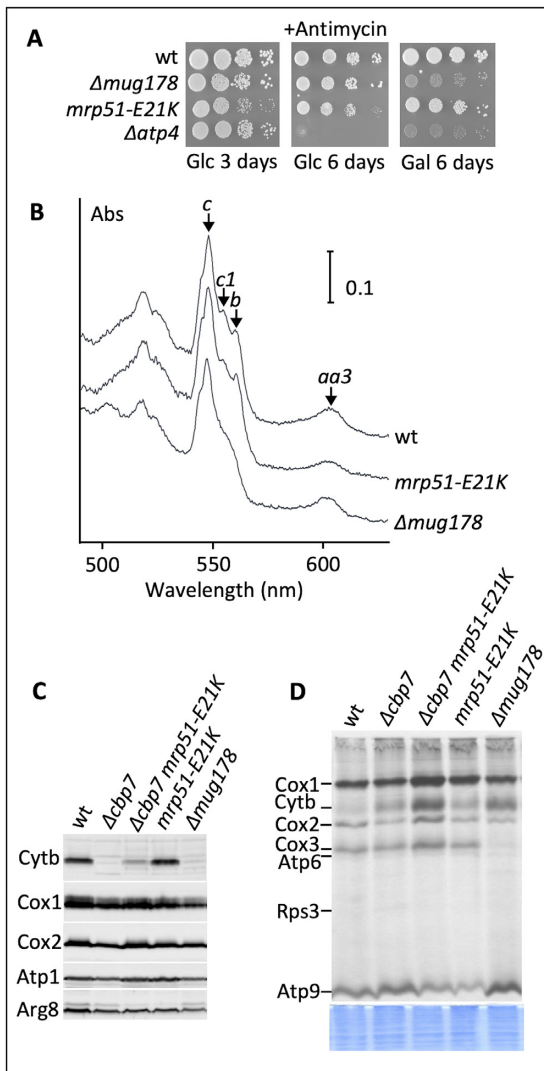 A
+Antimycin
wt
Δmug178
mrp51-E21K
Δatp4
Glc 3 days
Glc 6 days
Gal 6 days
B
Abs
c
c1
b
0.1
aa3
wt
mrp51-E21K
Δmug178
500
550
600
Wavelength (nm)
C
wt
Δcbp7
Δcbp7 mrp51-E21K
mrp51-E21K
Δmug178
Cytb
Cox1
Cox2
Atp1
Arg8
D
wt
Δcbp7
Δcbp7 mrp51-E21K
mrp51-E21K
Δmug178
Cox1
Cytb
Cox2
Cox3
Atp6
Rps3
Atp9